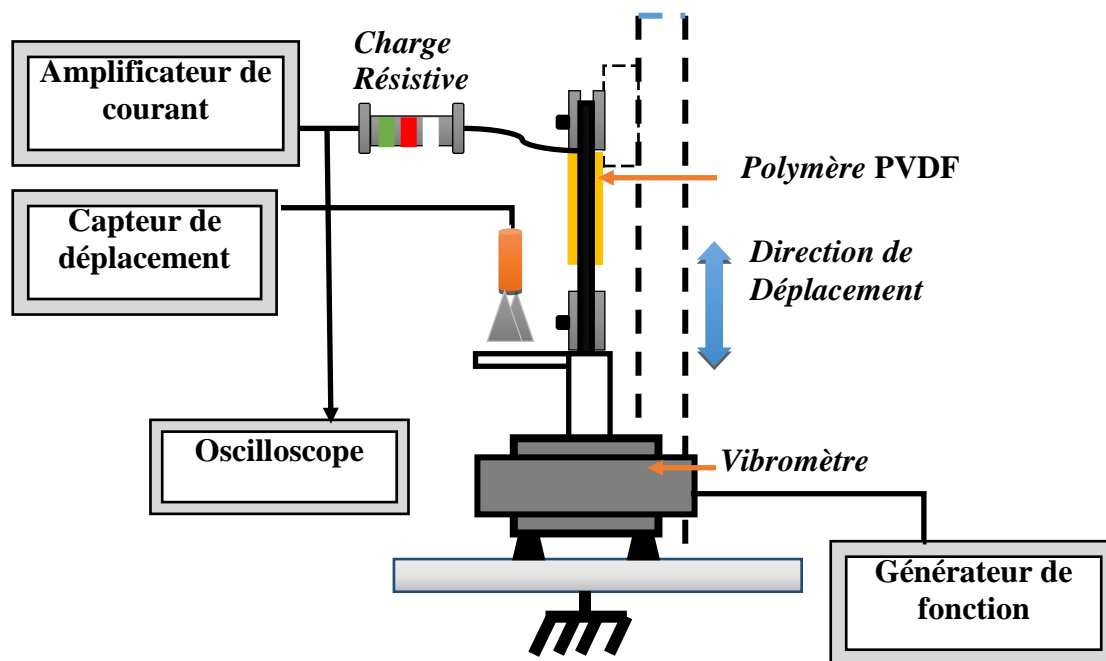 Charge
Résistive
Amplificateur de
courant
Polymère PVDF
Capteur de
déplacement
Direction de
Déplacement
Oscilloscope
Vibromètre
Générateur de
fonction